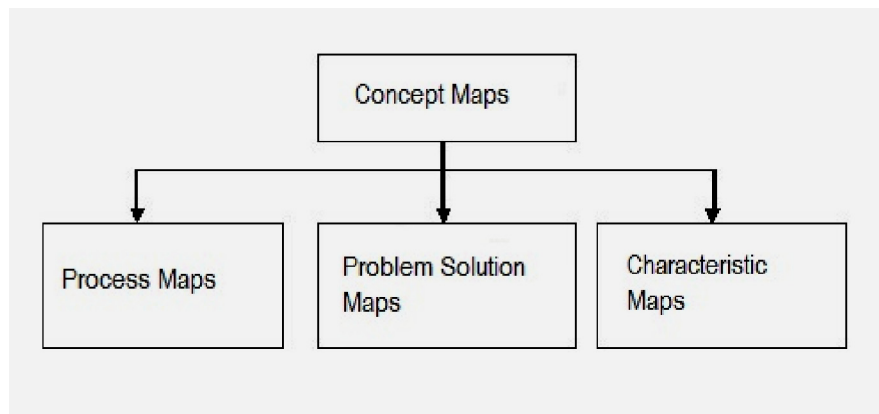 Concept Maps
Process Maps
Problem Solution
Maps
Characteristic
Maps